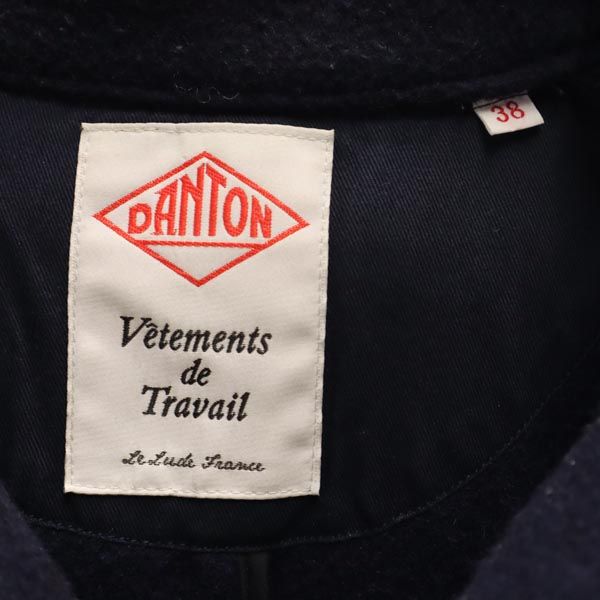 38
DANTON
Vêtements
de
Travail
Le Lude France